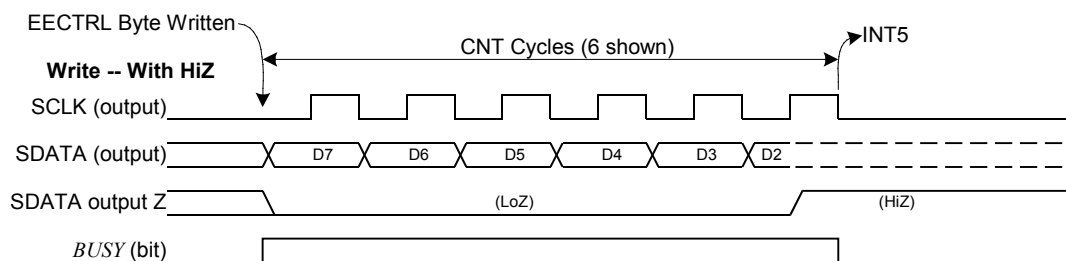 EECTRL Byte Written
CNT Cycles (6 shown)
INT5
Write -- With HiZ
SCLK (output)
SDATA (output)
D7 D6 D5 D4 D3 D2
SDATA output Z
(LoZ)
(HiZ)
BUSY (bit)